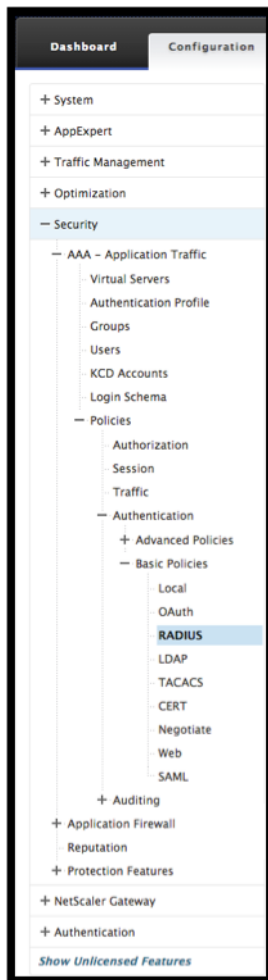 Dashboard Configuration
+ System
+ AppExpert
+ Traffic Management
+ Optimization
− Security
− AAA – Application Traffic
Virtual Servers
Authentication Profile
Groups
Users
KCD Accounts
Login Schema
− Policies
Authorization
Session
Traffic
− Authentication
+ Advanced Policies
− Basic Policies
Local
OAuth
RADIUS
LDAP
TACACS
CERT
Negotiate
Web
SAML
+ Auditing
+ Application Firewall
Reputation
+ Protection Features
+ NetScaler Gateway
+ Authentication
Show Unlicensed Features